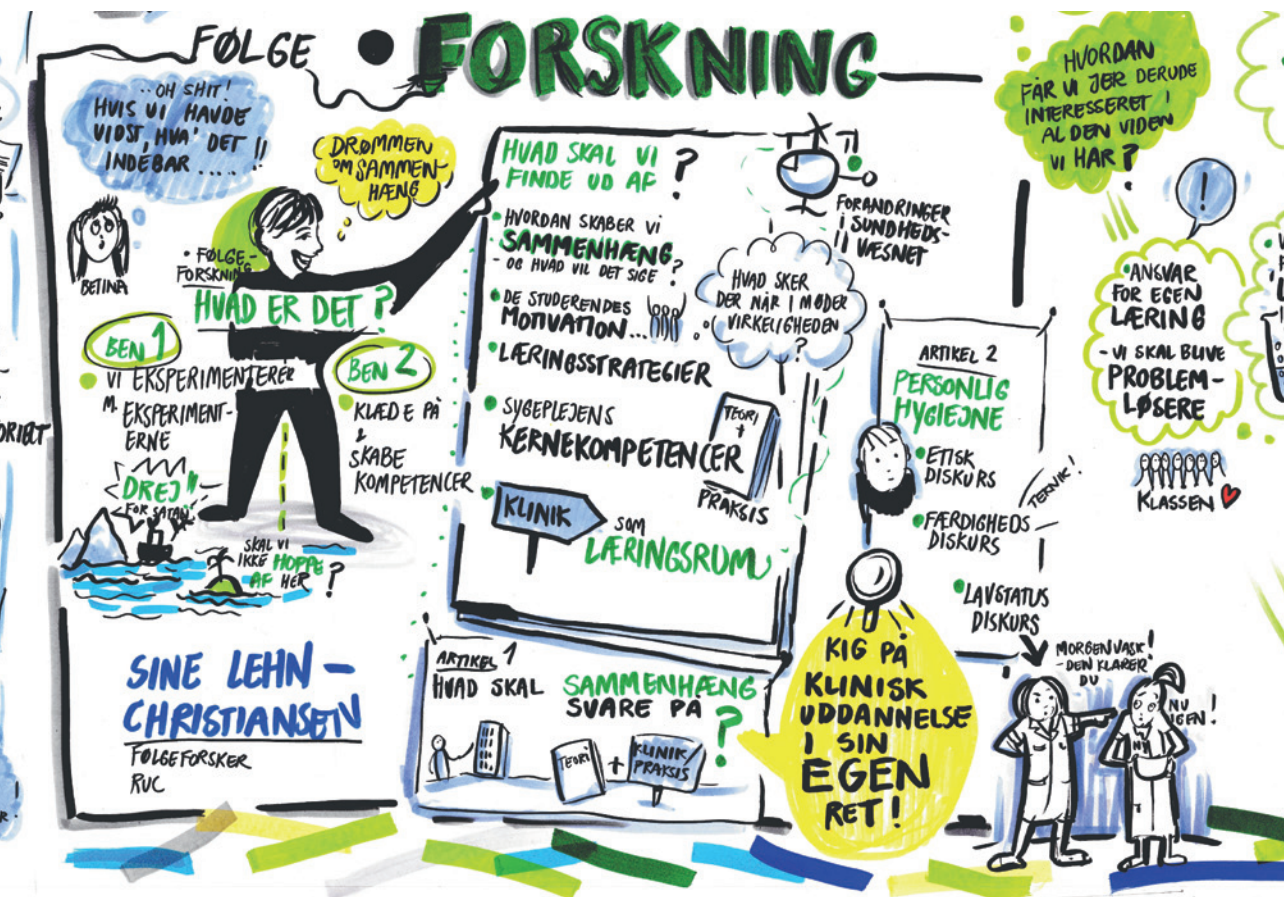 FØLGE • FORSKNING
.. OH SHIT!
HVIS VI HAVDE
VIDST, HVA' DET
INDEBAR .... !!
BETINA
DRØMMEN
OM SAMMEN-
HÆNG
• FØLGE-
FORSKNING
HVAD ER DET?
BEN 1
• VI EKSPERIMENTERER
M. EKSPERIMENT-
ERNE
DREJ!!
FOR SATAN!
BEN 2
• KLÆDE PÅ
&
SKABE
KOMPETENCER
SKAL VI
IKKE HOPPE
AF HER?
SINE LEHN-
CHRISTIANSEN
FØLGEFORSKER
RUC
HVAD SKAL VI
FINDE UD AF?
• HVORDAN SKABER VI
SAMMENHÆNG
- OG HVAD VIL DET SIGE?
• DE STUDERENDES
MOTIVATION...
• LÆRINGSSTRATEGIER
• SYGEPLEJENS
KERNEKOMPETENCER
TEORI
+
PRAKSIS
• KLINIK SOM
LÆRINGSRUM
HVAD SKER
DER NÅR I MØDER
VIRKELIGHEDEN
?
FORANDRINGER
I SUNDHEDS-
VÆSNET
ARTIKEL 1
HVAD SKAL SAMMENHÆNG
SVARE PÅ?
TEORI + KLINIK/
PRAKSIS
ARTIKEL 2
PERSONLIG
HYGIEJNE
• ETISK
DISKURS
• FÆRDIGHEDS-
DISKURS
TEKNIK!
• LAVSTATUS
DISKURS
KIG PÅ
KLINISK
UDDANNELSE
I SIN
EGEN
RET!
MORGENVASK!
- DEN KLARER
DU
NU
IGEN!
NY
HVORDAN
FÅR VI JER DERUDE
INTERESSERET I
AL DEN VIDEN
VI HAR?
!
• ANSVAR
FOR EGEN
LÆRING
- VI SKAL BLIVE
PROBLEM-
LØSERE
KLASSEN